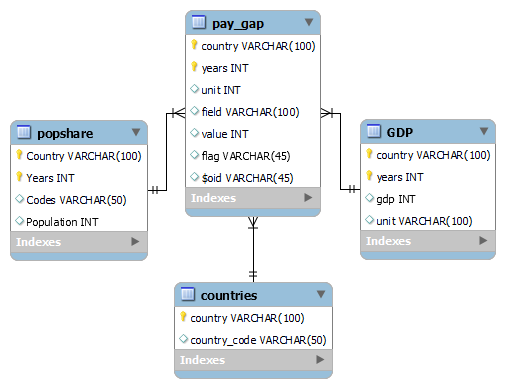 pay_gap
country VARCHAR(100)
years INT
unit INT
field VARCHAR(100)
value INT
flag VARCHAR(45)
$oid VARCHAR(45)
Indexes
popshare
Country VARCHAR(100)
Years INT
Codes VARCHAR(50)
Population INT
Indexes
GDP
country VARCHAR(100)
years INT
gdp INT
unit VARCHAR(100)
Indexes
countries
country VARCHAR(100)
country_code VARCHAR(50)
Indexes